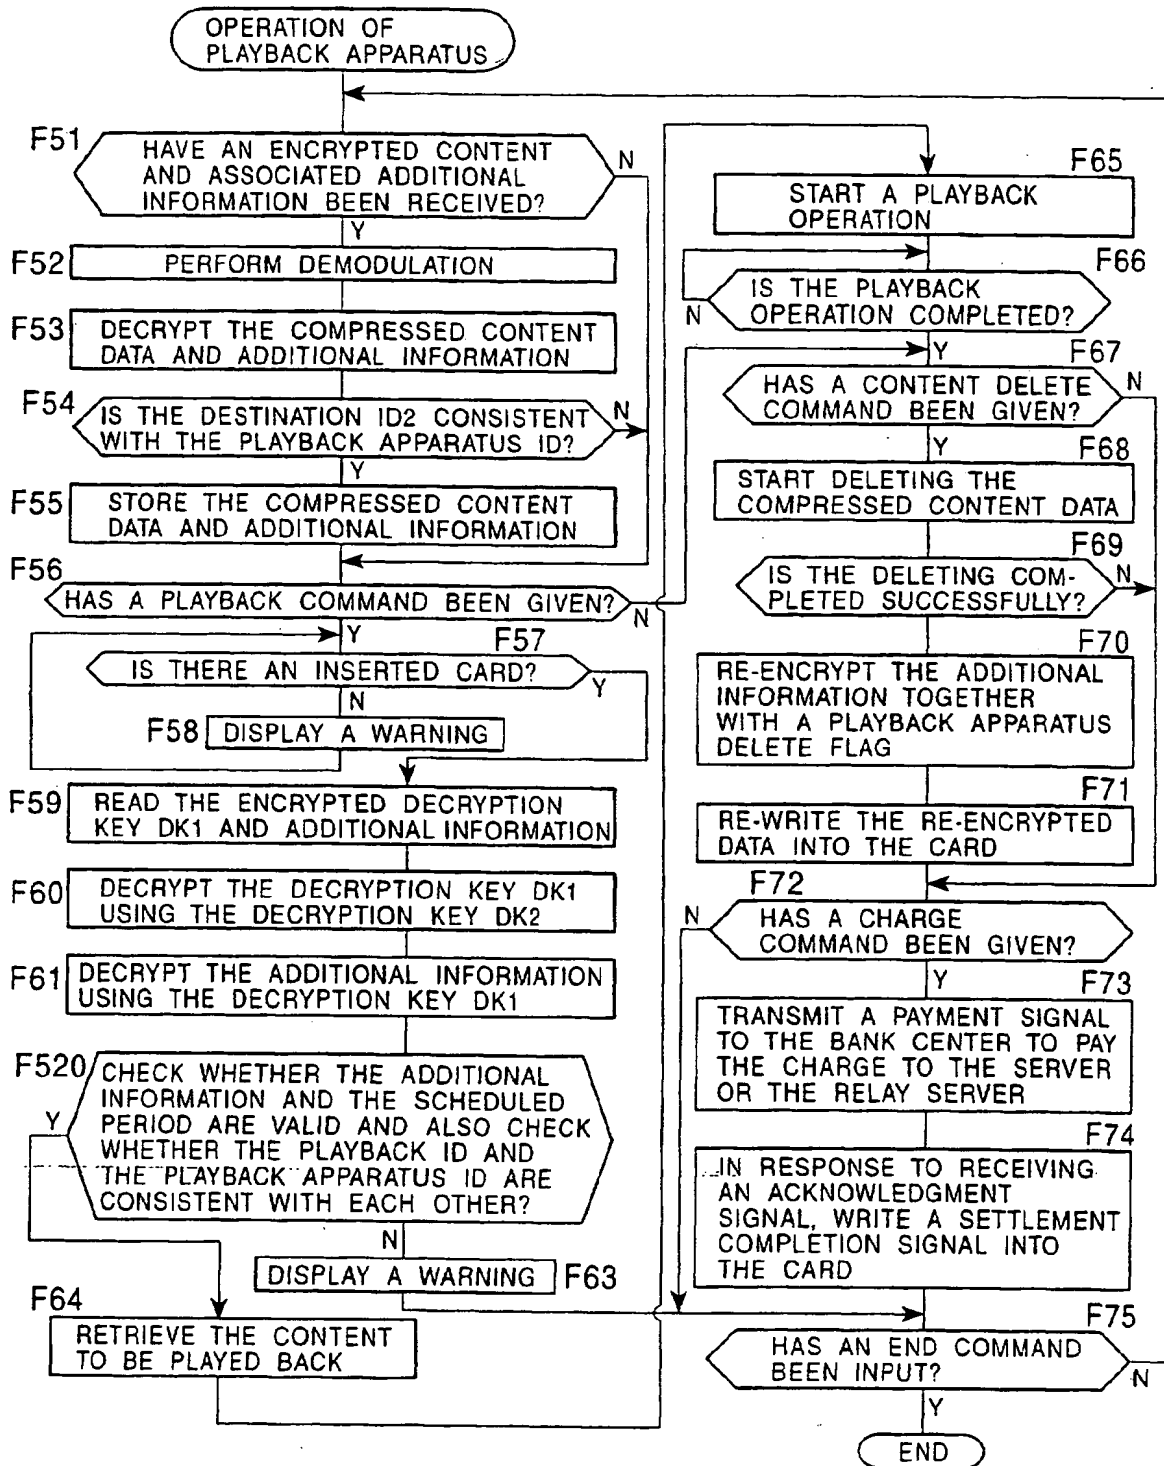 OPERATION OF
PLAYBACK APPARATUS
F51
HAVE AN ENCRYPTED CONTENT
AND ASSOCIATED ADDITIONAL
INFORMATION BEEN RECEIVED?
N
Y
F52
PERFORM DEMODULATION
F53
DECRYPT THE COMPRESSED CONTENT
DATA AND ADDITIONAL INFORMATION
F54
IS THE DESTINATION ID2 CONSISTENT
WITH THE PLAYBACK APPARATUS ID?
N
Y
F55
STORE THE COMPRESSED CONTENT
DATA AND ADDITIONAL INFORMATION
F56
HAS A PLAYBACK COMMAND BEEN GIVEN?
N
Y
F57
IS THERE AN INSERTED CARD?
Y
N
F58
DISPLAY A WARNING
F59
READ THE ENCRYPTED DECRYPTION
KEY DK1 AND ADDITIONAL INFORMATION
F60
DECRYPT THE DECRYPTION KEY DK1
USING THE DECRYPTION KEY DK2
F61
DECRYPT THE ADDITIONAL INFORMATION
USING THE DECRYPTION KEY DK1
F520
CHECK WHETHER THE ADDITIONAL
INFORMATION AND THE SCHEDULED
PERIOD ARE VALID AND ALSO CHECK
WHETHER THE PLAYBACK ID AND
THE PLAYBACK APPARATUS ID ARE
CONSISTENT WITH EACH OTHER?
Y
N
DISPLAY A WARNING
F63
F64
RETRIEVE THE CONTENT
TO BE PLAYED BACK
F65
START A PLAYBACK
OPERATION
F66
IS THE PLAYBACK
OPERATION COMPLETED?
N
Y
F67
HAS A CONTENT DELETE
COMMAND BEEN GIVEN?
N
Y
F68
START DELETING THE
COMPRESSED CONTENT DATA
F69
IS THE DELETING COM-
PLETED SUCCESSFULLY?
N
F70
RE-ENCRYPT THE ADDITIONAL
INFORMATION TOGETHER
WITH A PLAYBACK APPARATUS
DELETE FLAG
F71
RE-WRITE THE RE-ENCRYPTED
DATA INTO THE CARD
F72
HAS A CHARGE
COMMAND BEEN GIVEN?
N
Y
F73
TRANSMIT A PAYMENT SIGNAL
TO THE BANK CENTER TO PAY
THE CHARGE TO THE SERVER
OR THE RELAY SERVER
F74
IN RESPONSE TO RECEIVING
AN ACKNOWLEDGMENT
SIGNAL, WRITE A SETTLEMENT
COMPLETION SIGNAL INTO
THE CARD
F75
HAS AN END COMMAND
BEEN INPUT?
N
Y
END